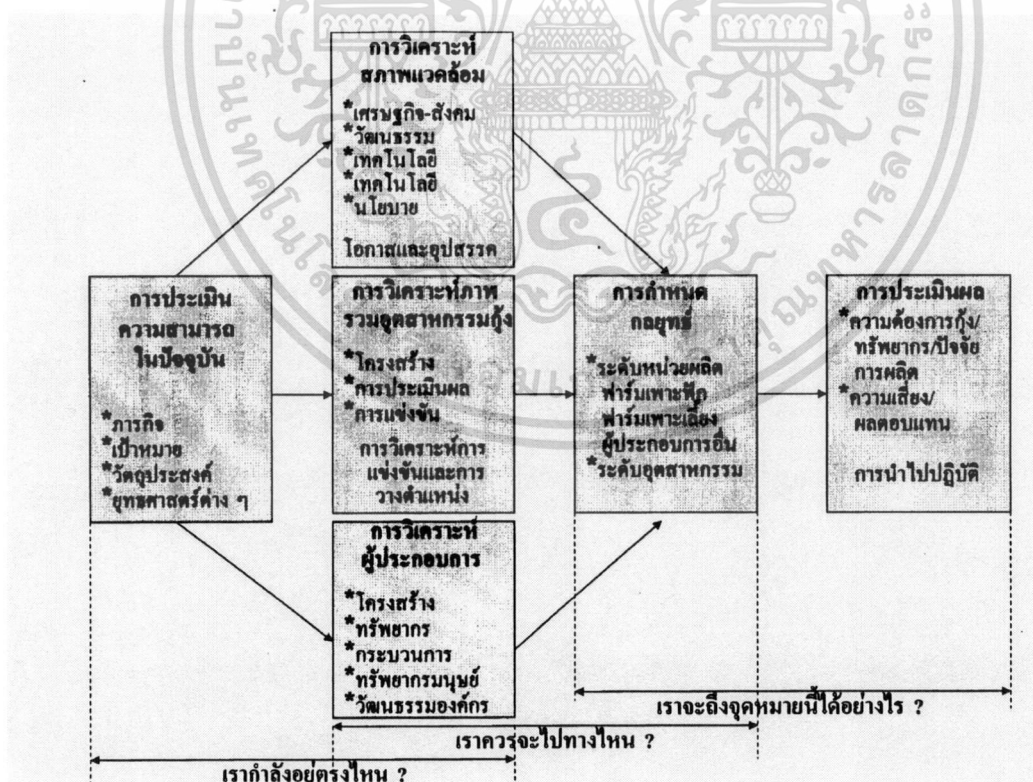 การวิเคราะห์
สภาพแวดล้อม
*เศรษฐกิจ-สังคม
*วัฒนธรรม
*เทคโนโลยี
*เทคโนโลยี
*นโยบาย
โอกาสและอุปสรรค
การประเมิน
ความสามารถ
ในปัจจุบัน
*ภารกิจ
*เป้าหมาย
*วัตถุประสงค์
*ยุทธศาสตร์ต่าง ๆ
การวิเคราะห์ภาพ
รวมอุตสาหกรรมกุ้ง
*โครงสร้าง
*การประเมินผล
*การแข่งขัน
การวิเคราะห์การ
แข่งขันและการ
วางตำแหน่ง
การกำหนด
กลยุทธ์
*ระดับหน่วยผลิต
ฟาร์มเพาะฟัก
ฟาร์มเพาะเลี้ยง
ผู้ประกอบการอื่น
*ระดับอุตสาหกรรม
การประเมินผล
*ความต้องการกุ้ง/
ทรัพยากร/ปัจจัย
การผลิต
*ความเสี่ยง/
ผลตอบแทน
การนำไปปฏิบัติ
การวิเคราะห์
ผู้ประกอบการ
*โครงสร้าง
*ทรัพยากร
*กระบวนการ
*ทรัพยากรมนุษย์
*วัฒนธรรมองค์กร
เราจะถึงจุดหมายนี้ได้อย่างไร ?
เราควรจะไปทางไหน ?
เรากำลังอยู่ตรงไหน ?